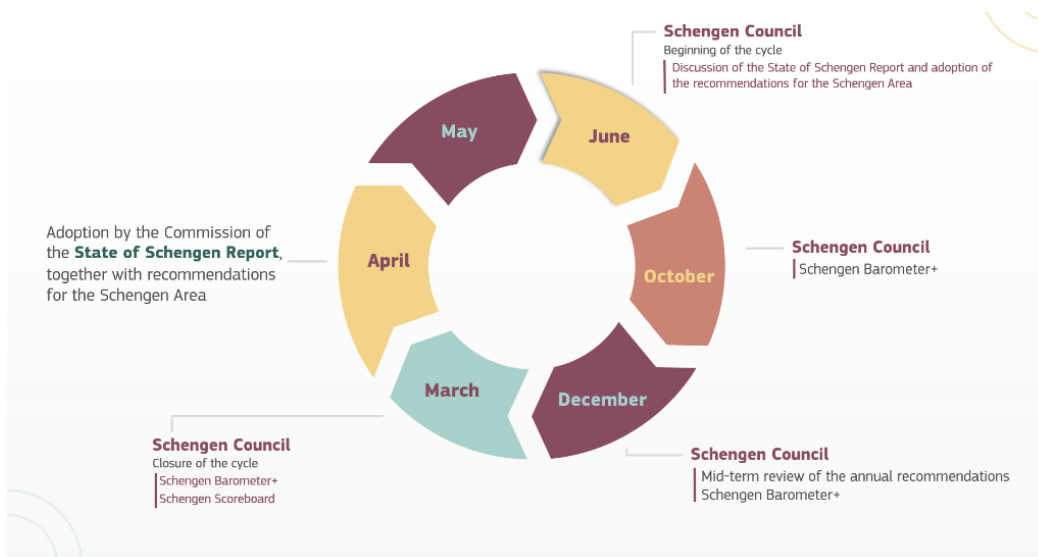 Schengen Council
Beginning of the cycle
Discussion of the State of Schengen Report and adoption of
the recommendations for the Schengen Area
May
June
Adoption by the Commission of
the State of Schengen Report,
together with recommendations
for the Schengen Area
April
October
Schengen Council
Schengen Barometer+
March
December
Schengen Council
Closure of the cycle
Schengen Barometer+
Schengen Scoreboard
Schengen Council
Mid-term review of the annual recommendations
Schengen Barometer+